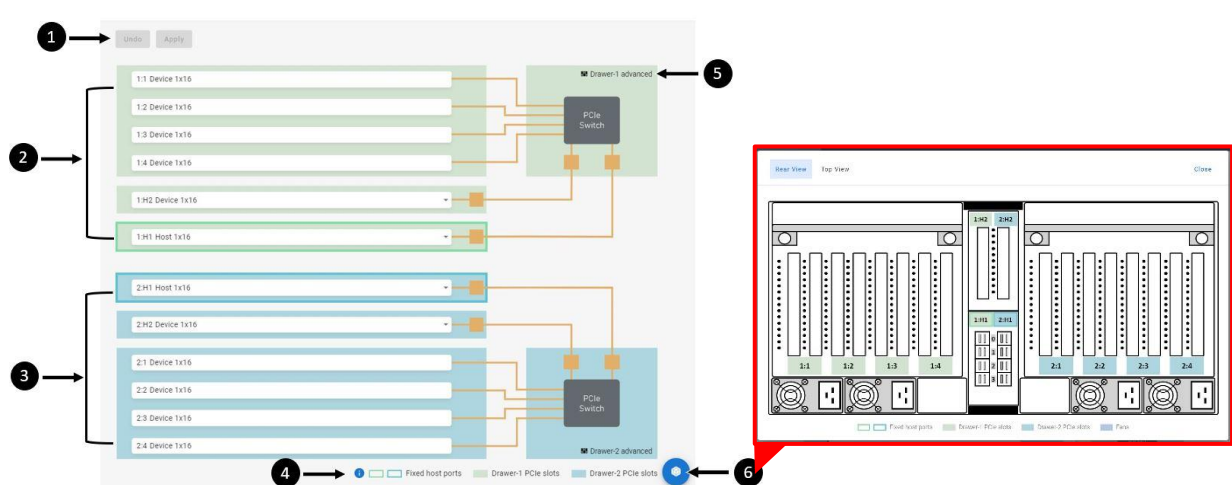 1
Undo Apply
Drawer-1 advanced
5
1:1 Device 1x16
1:2 Device 1x16
PCIe
Switch
1:3 Device 1x16
2
1:4 Device 1x16
1:H2 Device 1x16
1:H1 Host 1x16
2:H1 Host 1x16
2:H2 Device 1x16
3
2:1 Device 1x16
2:2 Device 1x16
PCIe
Switch
2:3 Device 1x16
2:4 Device 1x16
Drawer-2 advanced
4
Fixed host ports Drawer-1 PCIe slots Drawer-2 PCIe slots
6
Rear View Top View Close
1:H2 2:H2
1:H1 2:H1
0
1
2
3
1:1 1:2 1:3 1:4 2:1 2:2 2:3 2:4
Fixed host ports Drawer-1 PCIe slots Drawer-2 PCIe slots Fans